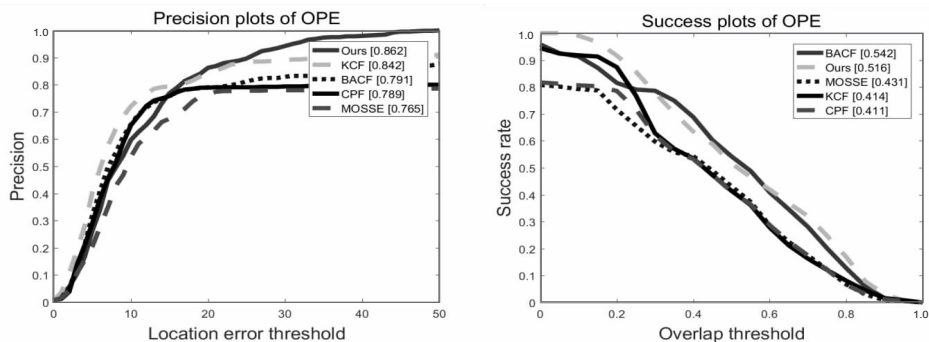 Precision plots of OPE
1.0
0.9
0.8
0.7
0.6
0.5
0.4
0.3
0.2
0.1
0
Precision
Ours [0.862]
KCF [0.842]
BACF [0.791]
CPF [0.789]
MOSSE [0.765]
0 10 20 30 40 50
Location error threshold
Success plots of OPE
1.0
0.9
0.8
0.7
0.6
0.5
0.4
0.3
0.2
0.1
0
Success rate
BACF [0.542]
Ours [0.516]
MOSSE [0.431]
KCF [0.414]
CPF [0.411]
0 0.2 0.4 0.6 0.8 1.0
Overlap threshold